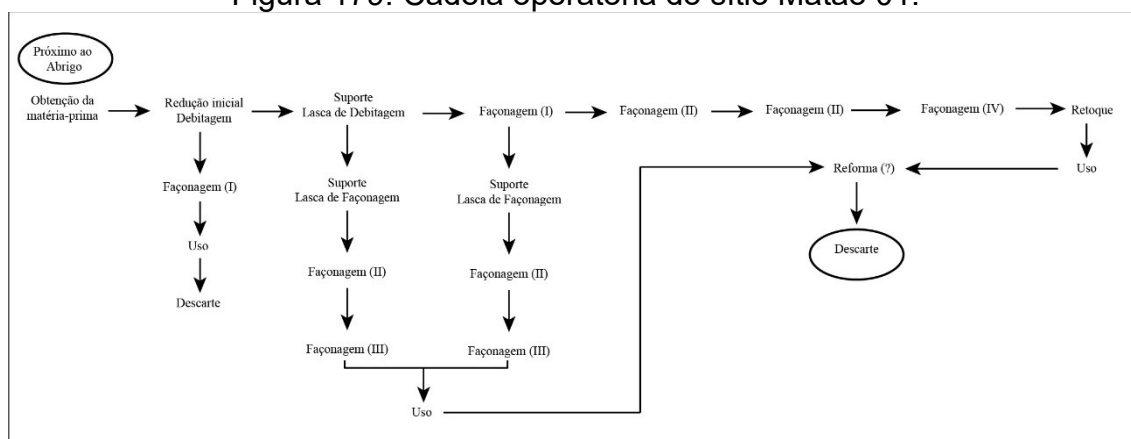 Figura 179: Cadeia operatória do sítio Matão 01.
Próximo ao
Abrigo
Obtenção da
matéria-prima
Redução inicial
Debitagem
Suporte
Lasca de Debitagem
Façonagem (I)
Façonagem (II)
Façonagem (II)
Façonagem (IV)
Retoque
Façonagem (I)
Suporte
Lasca de Façonagem
Suporte
Lasca de Façonagem
Reforma (?)
Uso
Uso
Façonagem (II)
Façonagem (II)
Descarte
Descarte
Façonagem (III)
Façonagem (III)
Uso